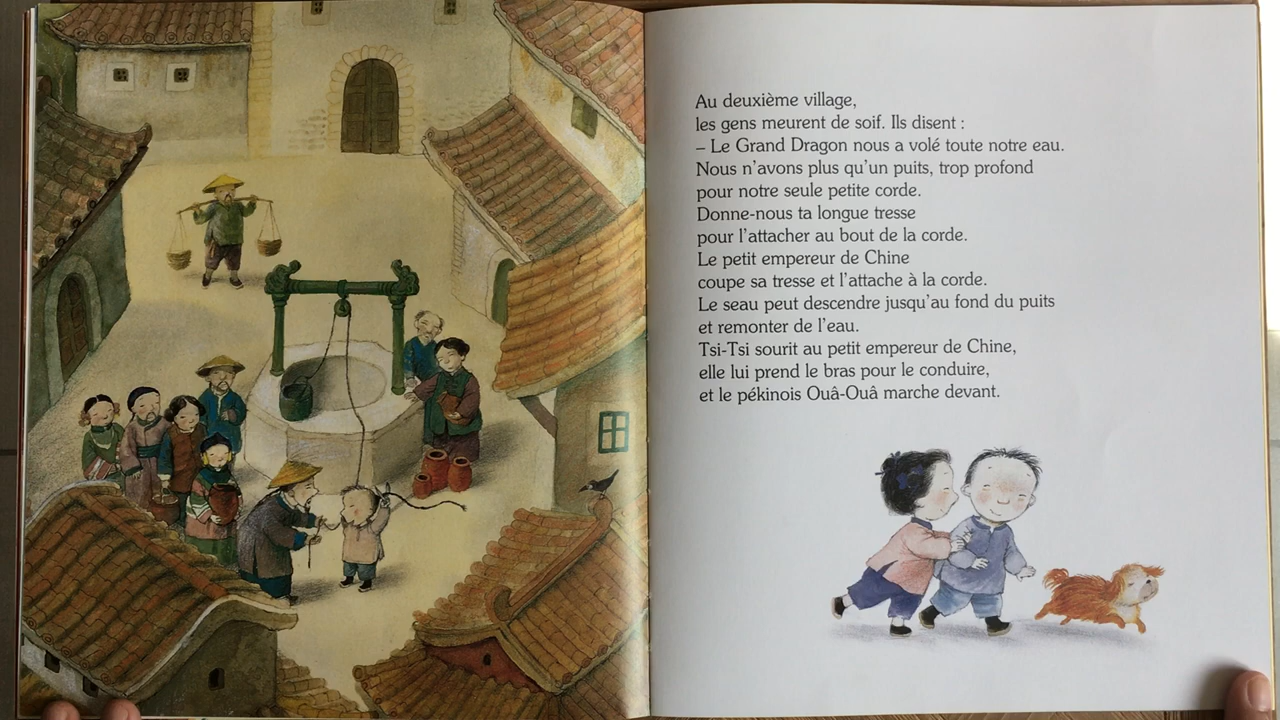 Au deuxième village,
les gens meurent de soif. Ils disent :
– Le Grand Dragon nous a volé toute notre eau.
Nous n'avons plus qu'un puits, trop profond
pour notre seule petite corde.
Donne-nous ta longue tresse
pour l'attacher au bout de la corde.
Le petit empereur de Chine
coupe sa tresse et l'attache à la corde.
Le seau peut descendre jusqu'au fond du puits
et remonter de l'eau.
Tsi-Tsi sourit au petit empereur de Chine,
elle lui prend le bras pour le conduire,
et le pékinois Ouâ-Ouâ marche devant.